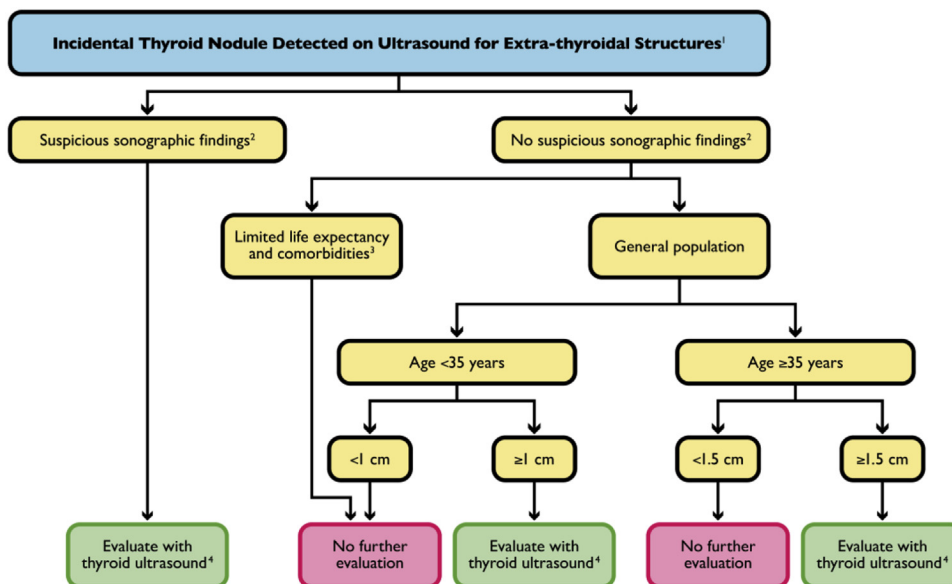 Incidental Thyroid Nodule Detected on Ultrasound for Extra-thyroidal Structures¹
Suspicious sonographic findings²
No suspicious sonographic findings²
Limited life expectancy
and comorbidities³
General population
Age <35 years
Age ≥35 years
<1 cm
≥1 cm
<1.5 cm
≥1.5 cm
Evaluate with
thyroid ultrasound⁴
No further
evaluation
Evaluate with
thyroid ultrasound⁴
No further
evaluation
Evaluate with
thyroid ultrasound⁴